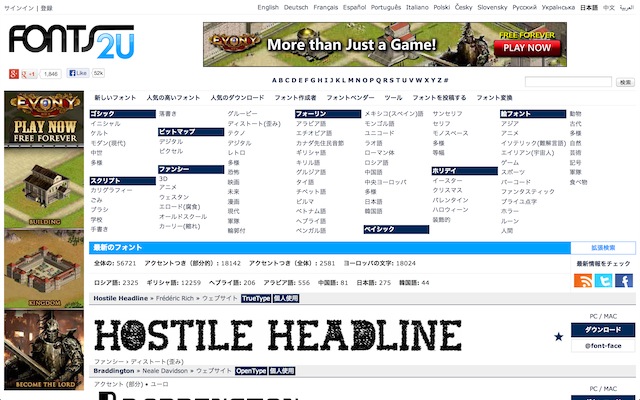 サインイン | 登録
English Deutsch Français Español Português Italiano Polski Česky Slovensky Русский Українська 日本語 中文 العربية
FONTS2U
EVONY More than Just a Game! FREE FOREVER PLAY NOW
+1 1,846 Like 52k
A B C D E F G H I J K L M N O P Q R S T U V W X Y Z #
検索
新しいフォント 人気の高いフォント 人気のダウンロード フォント作成者 フォントベンダー ツール フォントを投稿する フォント変換
EVONY
PLAY NOW
FREE FOREVER
BUILDING
KINGDOM
BECOME THE LORD
ゴシック
イニシャル
ケルト
モダン(現代)
中世
多様
スクリプト
カリグラフィー
ごみ
ブラシ
学校
手書き
落書き
ビットマップ
デジタル
ピクセル
ファンシー
3D
アニメ
ウェスタン
エロード(腐食)
オールドスクール
カーリー(縮れ)
グルーピー
ディストート(歪み)
テクノ
デジタル
レトロ
多様
恐怖
映画
未来
漫画
現代
軍隊
輪郭付
フォーリン
アラビア語
エチオピア語
カナダ先住民音節
ギリシャ語
キリル語
グルジア語
タイ語
チベット語
ビルマ
ベトナム語
ヘブライ語
ベンガル語
メキシコ(スペイン)語
モンゴル語
ユニコード
ラオ語
ローマン体
ロシア語
中国語
中央ヨーロッパ
多様
日本語
韓国語
ベイシック
サンセリフ
セリフ
モノスペース
多様
等幅
ホリデイ
イースター
クリスマス
バレンタイン
ハロウィーン
装飾的
絵フォント
アジア
アニメ
インセクト(難解言語)
エイリアン(宇宙人)
ゲーム
スポーツ
バーコード
ファンタスティック
プライス点字
ホラー
ルーン
人間
動物
古代
多様
自然
芸術
記号
軍隊
食べ物
最新のフォント
拡張検索
全体の: 56721 アクセントつき (部分的) : 18142 アクセントつき (全体) : 2581 ヨーロッパの文字: 18024
最新情報をチェック
ロシア語: 2325 ギリシャ語: 12259 ヘブライ語: 206 アラビア語: 556 中国語: 81 日本語: 275 韓国語: 44
Hostile Headline » Frédéric Rich » ウェブサイト TrueType 個人使用
HOSTILE HEADLINE
PC / MAC
ダウンロード
@font-face
ファンシー › ディストート(歪み)
Braddington » Neale Davidson » ウェブサイト OpenType 個人使用
アクセント (部分) • ユーロ
BRADDINGTON
PC / MAC
ダウンロード